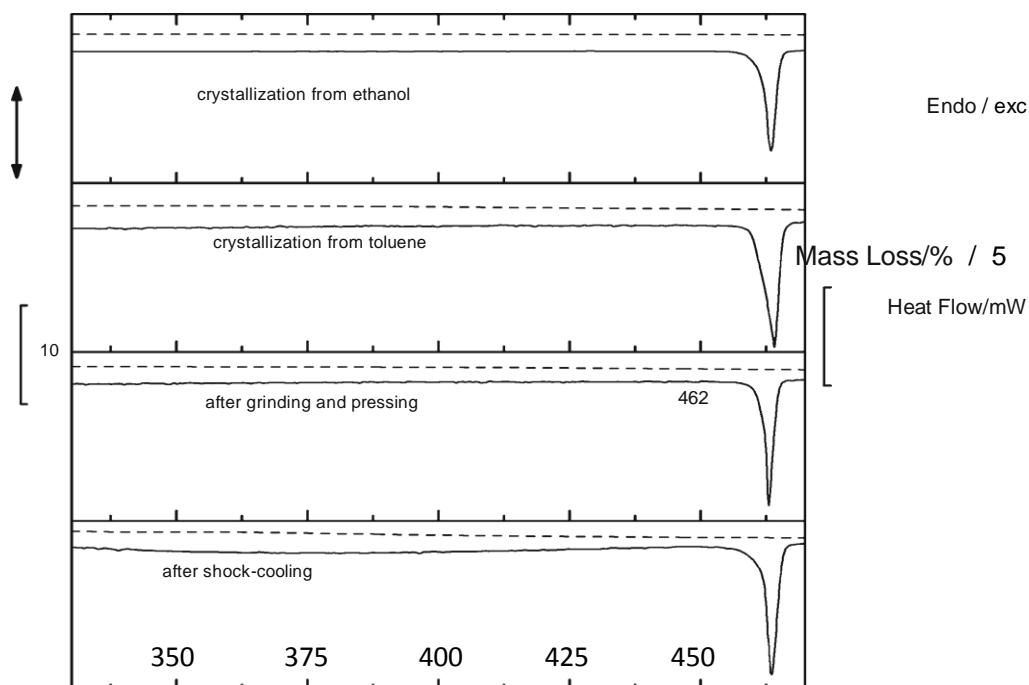 crystallization from ethanol
Endo / exc
crystallization from toluene
Mass Loss/% / 5
Heat Flow/mW
10
after grinding and pressing
462
after shock-cooling
350 375 400 425 450